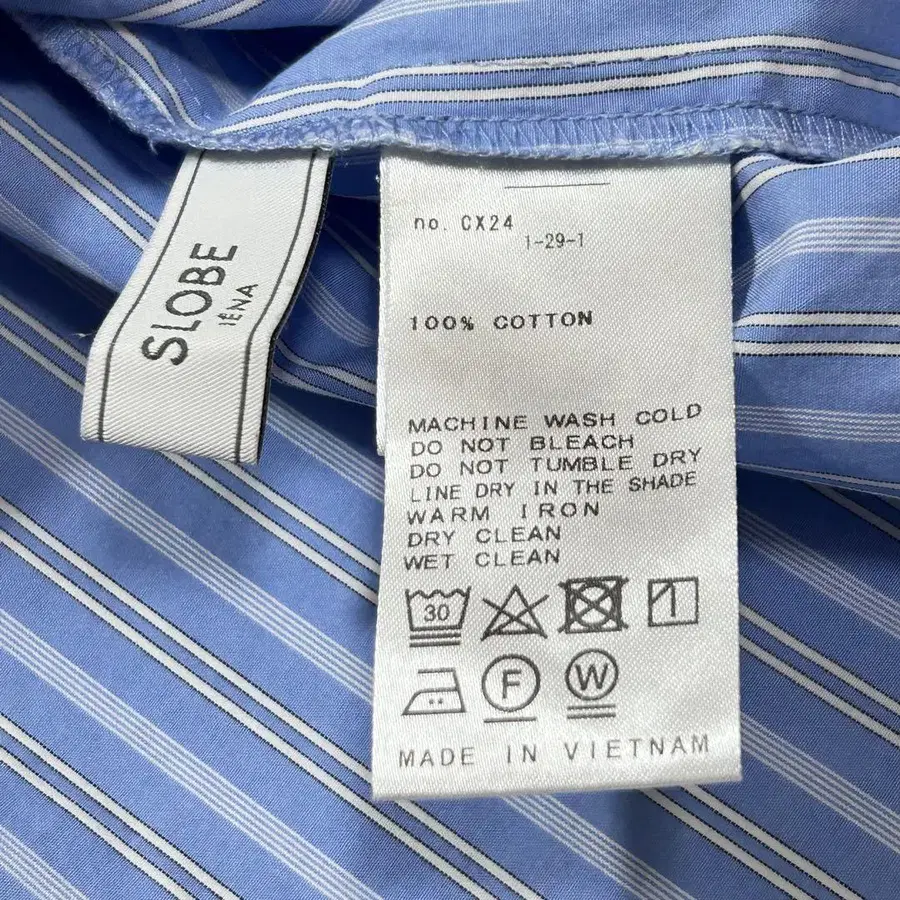 SLOBE
IÉNA
no. CX24
1-29-1
100% COTTON
MACHINE WASH COLD
DO NOT BLEACH
DO NOT TUMBLE DRY
LINE DRY IN THE SHADE
WARM IRON
DRY CLEAN
WET CLEAN
30
F
W
MADE IN VIETNAM